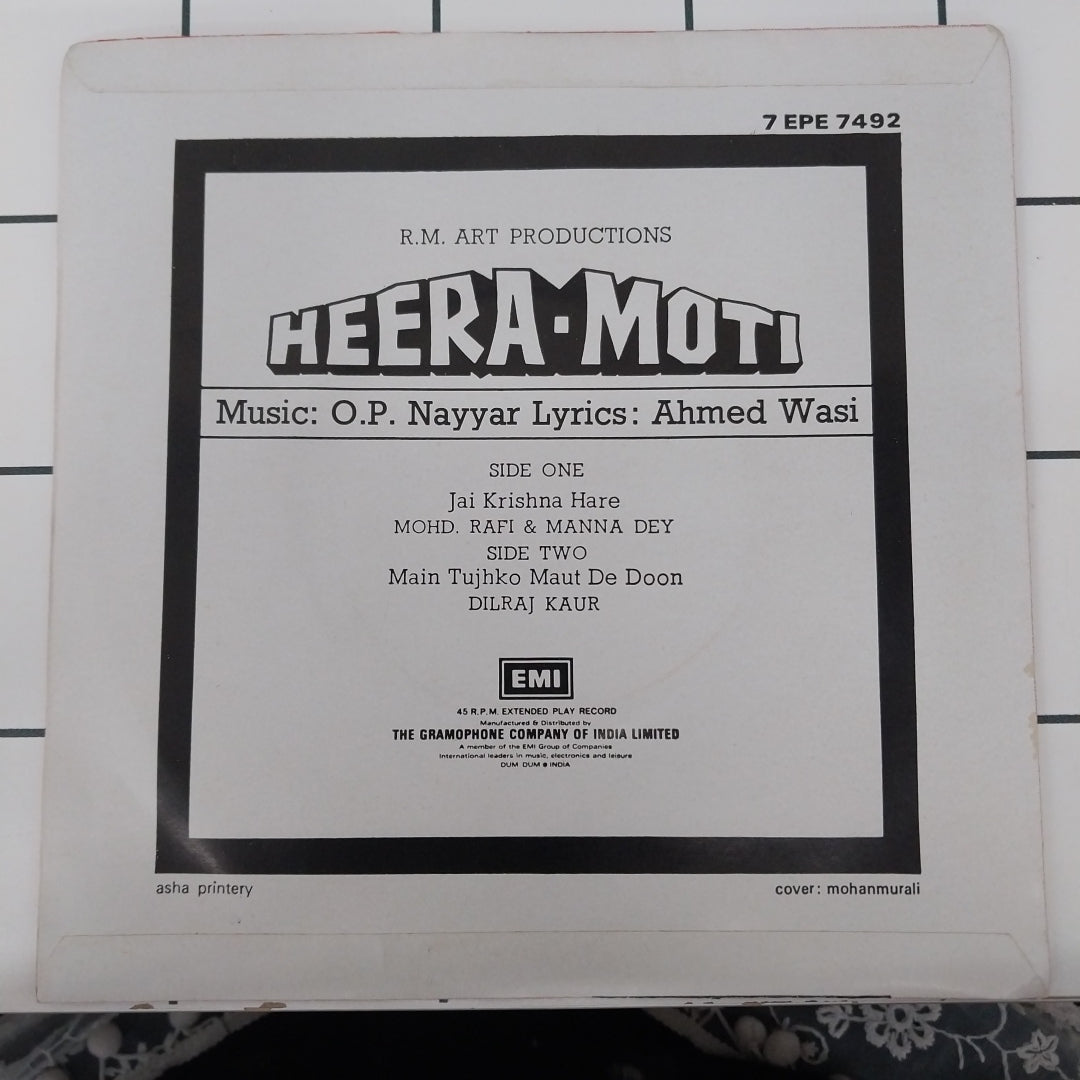 7 EPE 7492
R.M. ART PRODUCTIONS
HEERA·MOTI
Music: O.P. Nayyar Lyrics: Ahmed Wasi
SIDE ONE
Jai Krishna Hare
MOHD. RAFI & MANNA DEY
SIDE TWO
Main Tujhko Maut De Doon
DILRAJ KAUR
EMI
45 R.P.M. EXTENDED PLAY RECORD
Manufactured & Distributed by
THE GRAMOPHONE COMPANY OF INDIA LIMITED
A member of the EMI Group of Companies
International leaders in music, electronics and leisure
DUM DUM ● INDIA
asha printery
cover: mohanmurali